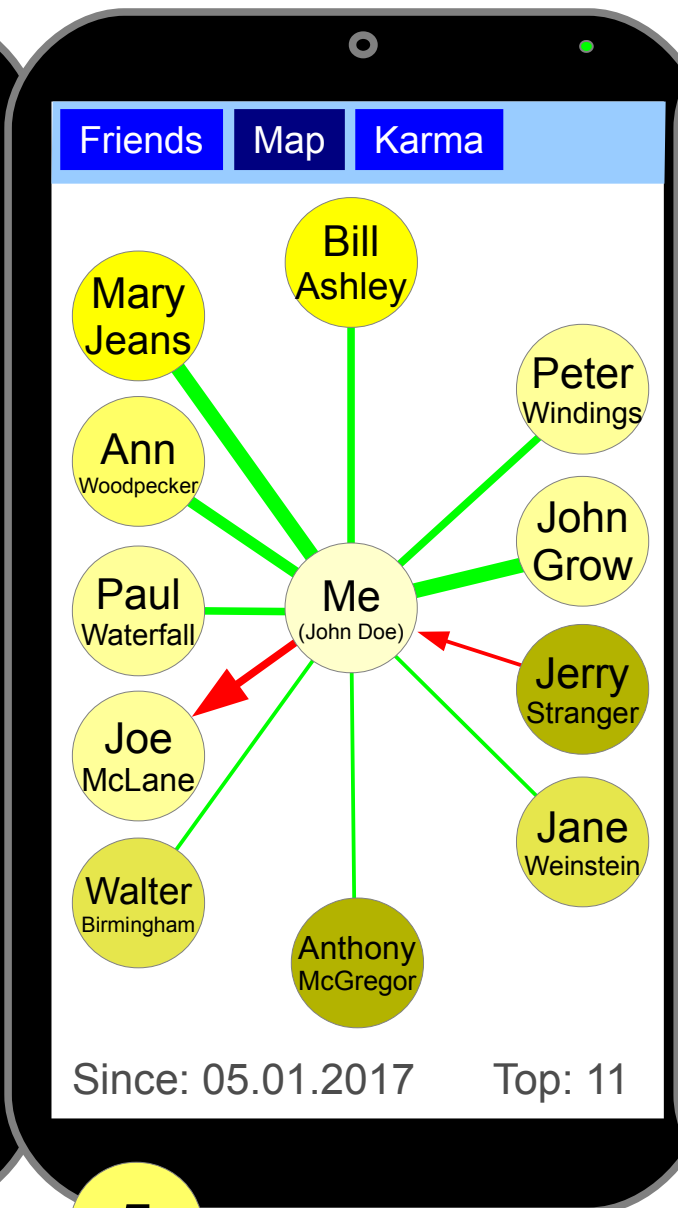 Friends Map Karma
Bill
Ashley
Mary
Jeans
Peter
Windings
Ann
Woodpecker
John
Grow
Paul
Waterfall
Me
(John Doe)
Jerry
Stranger
Joe
McLane
Jane
Weinstein
Walter
Birmingham
Anthony
McGregor
Since: 05.01.2017 Top: 11